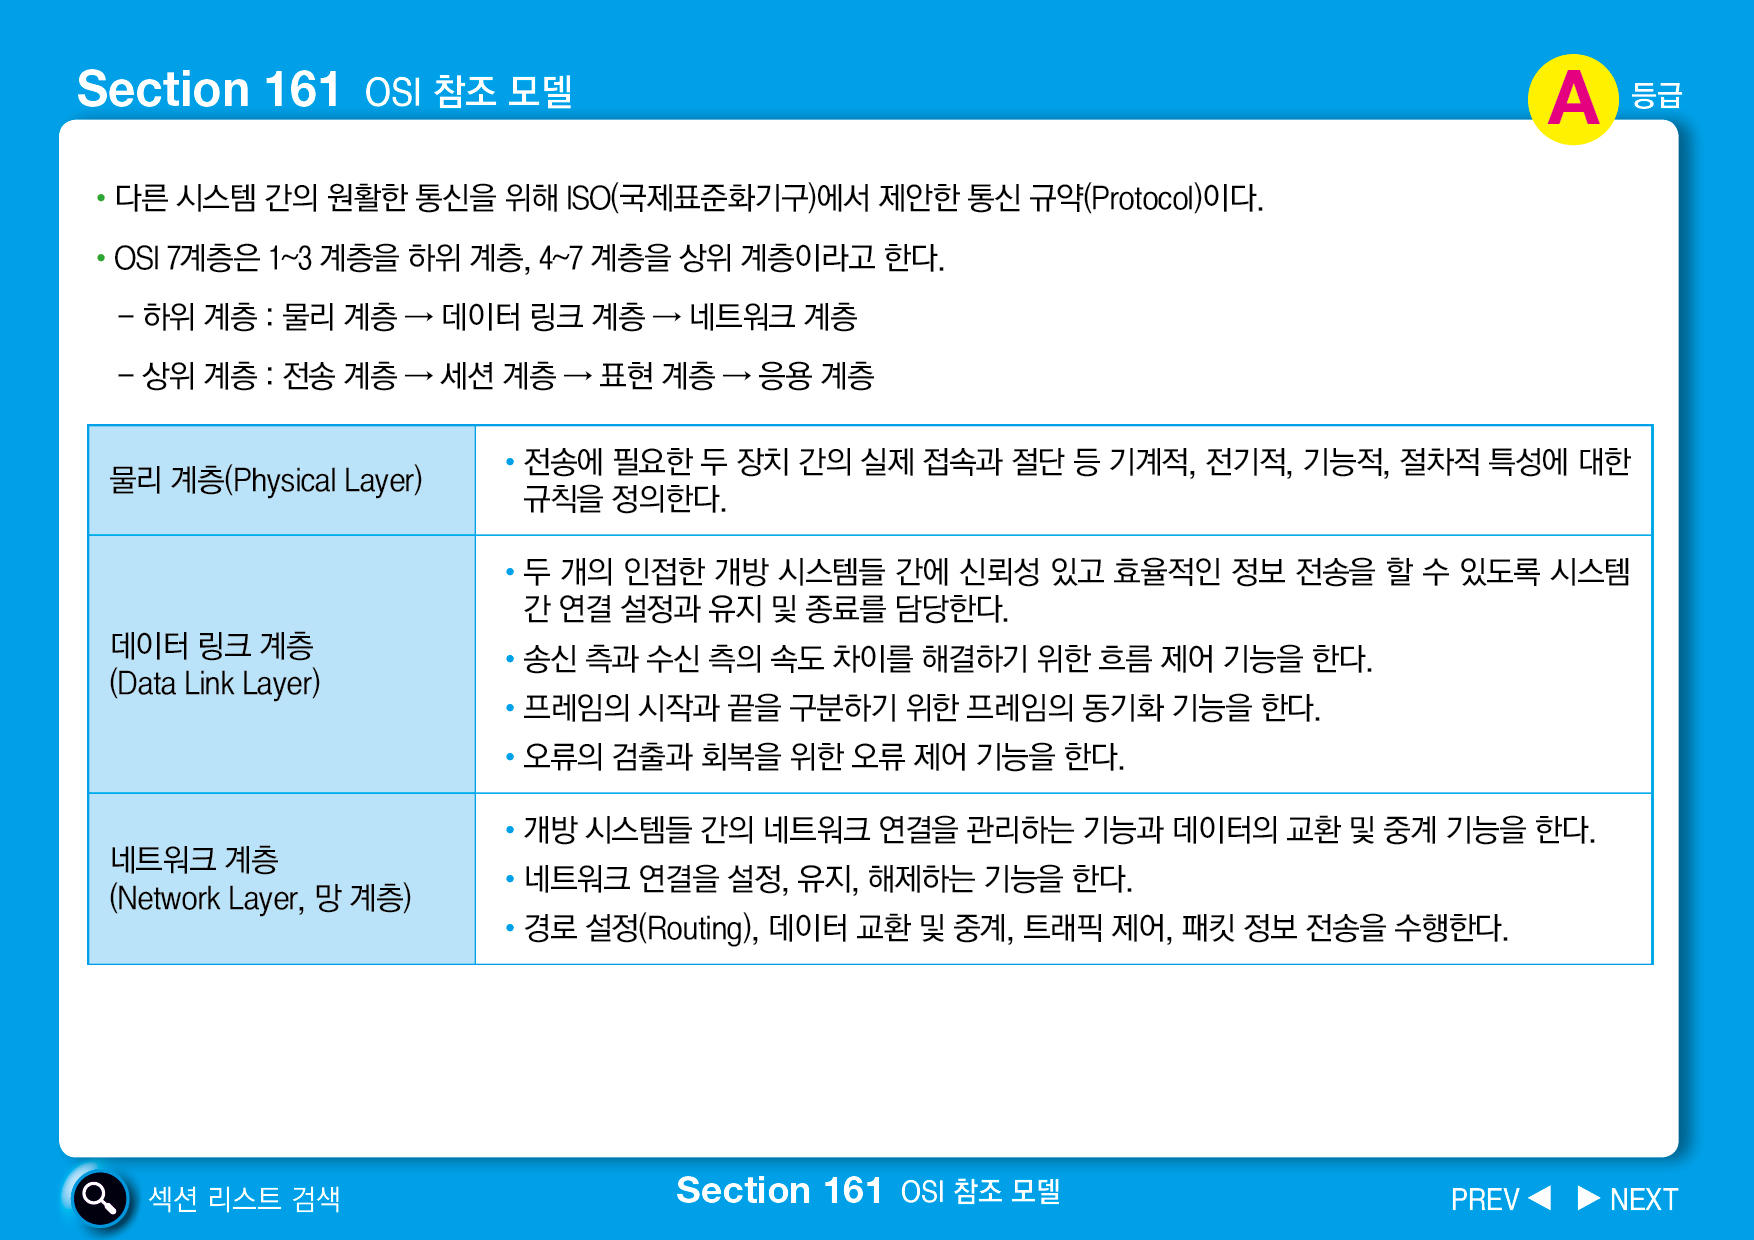 Section 161 OSI 참조 모델
A 등급
• 다른 시스템 간의 원활한 통신을 위해 ISO(국제표준화기구)에서 제안한 통신 규약(Protocol)이다.
• OSI 7계층은 1~3 계층을 하위 계층, 4~7 계층을 상위 계층이라고 한다.
– 하위 계층 : 물리 계층 → 데이터 링크 계층 → 네트워크 계층
– 상위 계층 : 전송 계층 → 세션 계층 → 표현 계층 → 응용 계층
물리 계층(Physical Layer)
• 전송에 필요한 두 장치 간의 실제 접속과 절단 등 기계적, 전기적, 기능적, 절차적 특성에 대한
규칙을 정의한다.
데이터 링크 계층
(Data Link Layer)
• 두 개의 인접한 개방 시스템들 간에 신뢰성 있고 효율적인 정보 전송을 할 수 있도록 시스템
간 연결 설정과 유지 및 종료를 담당한다.
• 송신 측과 수신 측의 속도 차이를 해결하기 위한 흐름 제어 기능을 한다.
• 프레임의 시작과 끝을 구분하기 위한 프레임의 동기화 기능을 한다.
• 오류의 검출과 회복을 위한 오류 제어 기능을 한다.
네트워크 계층
(Network Layer, 망 계층)
• 개방 시스템들 간의 네트워크 연결을 관리하는 기능과 데이터의 교환 및 중계 기능을 한다.
• 네트워크 연결을 설정, 유지, 해제하는 기능을 한다.
• 경로 설정(Routing), 데이터 교환 및 중계, 트래픽 제어, 패킷 정보 전송을 수행한다.
섹션 리스트 검색
Section 161 OSI 참조 모델
PREV ◀ ▶ NEXT